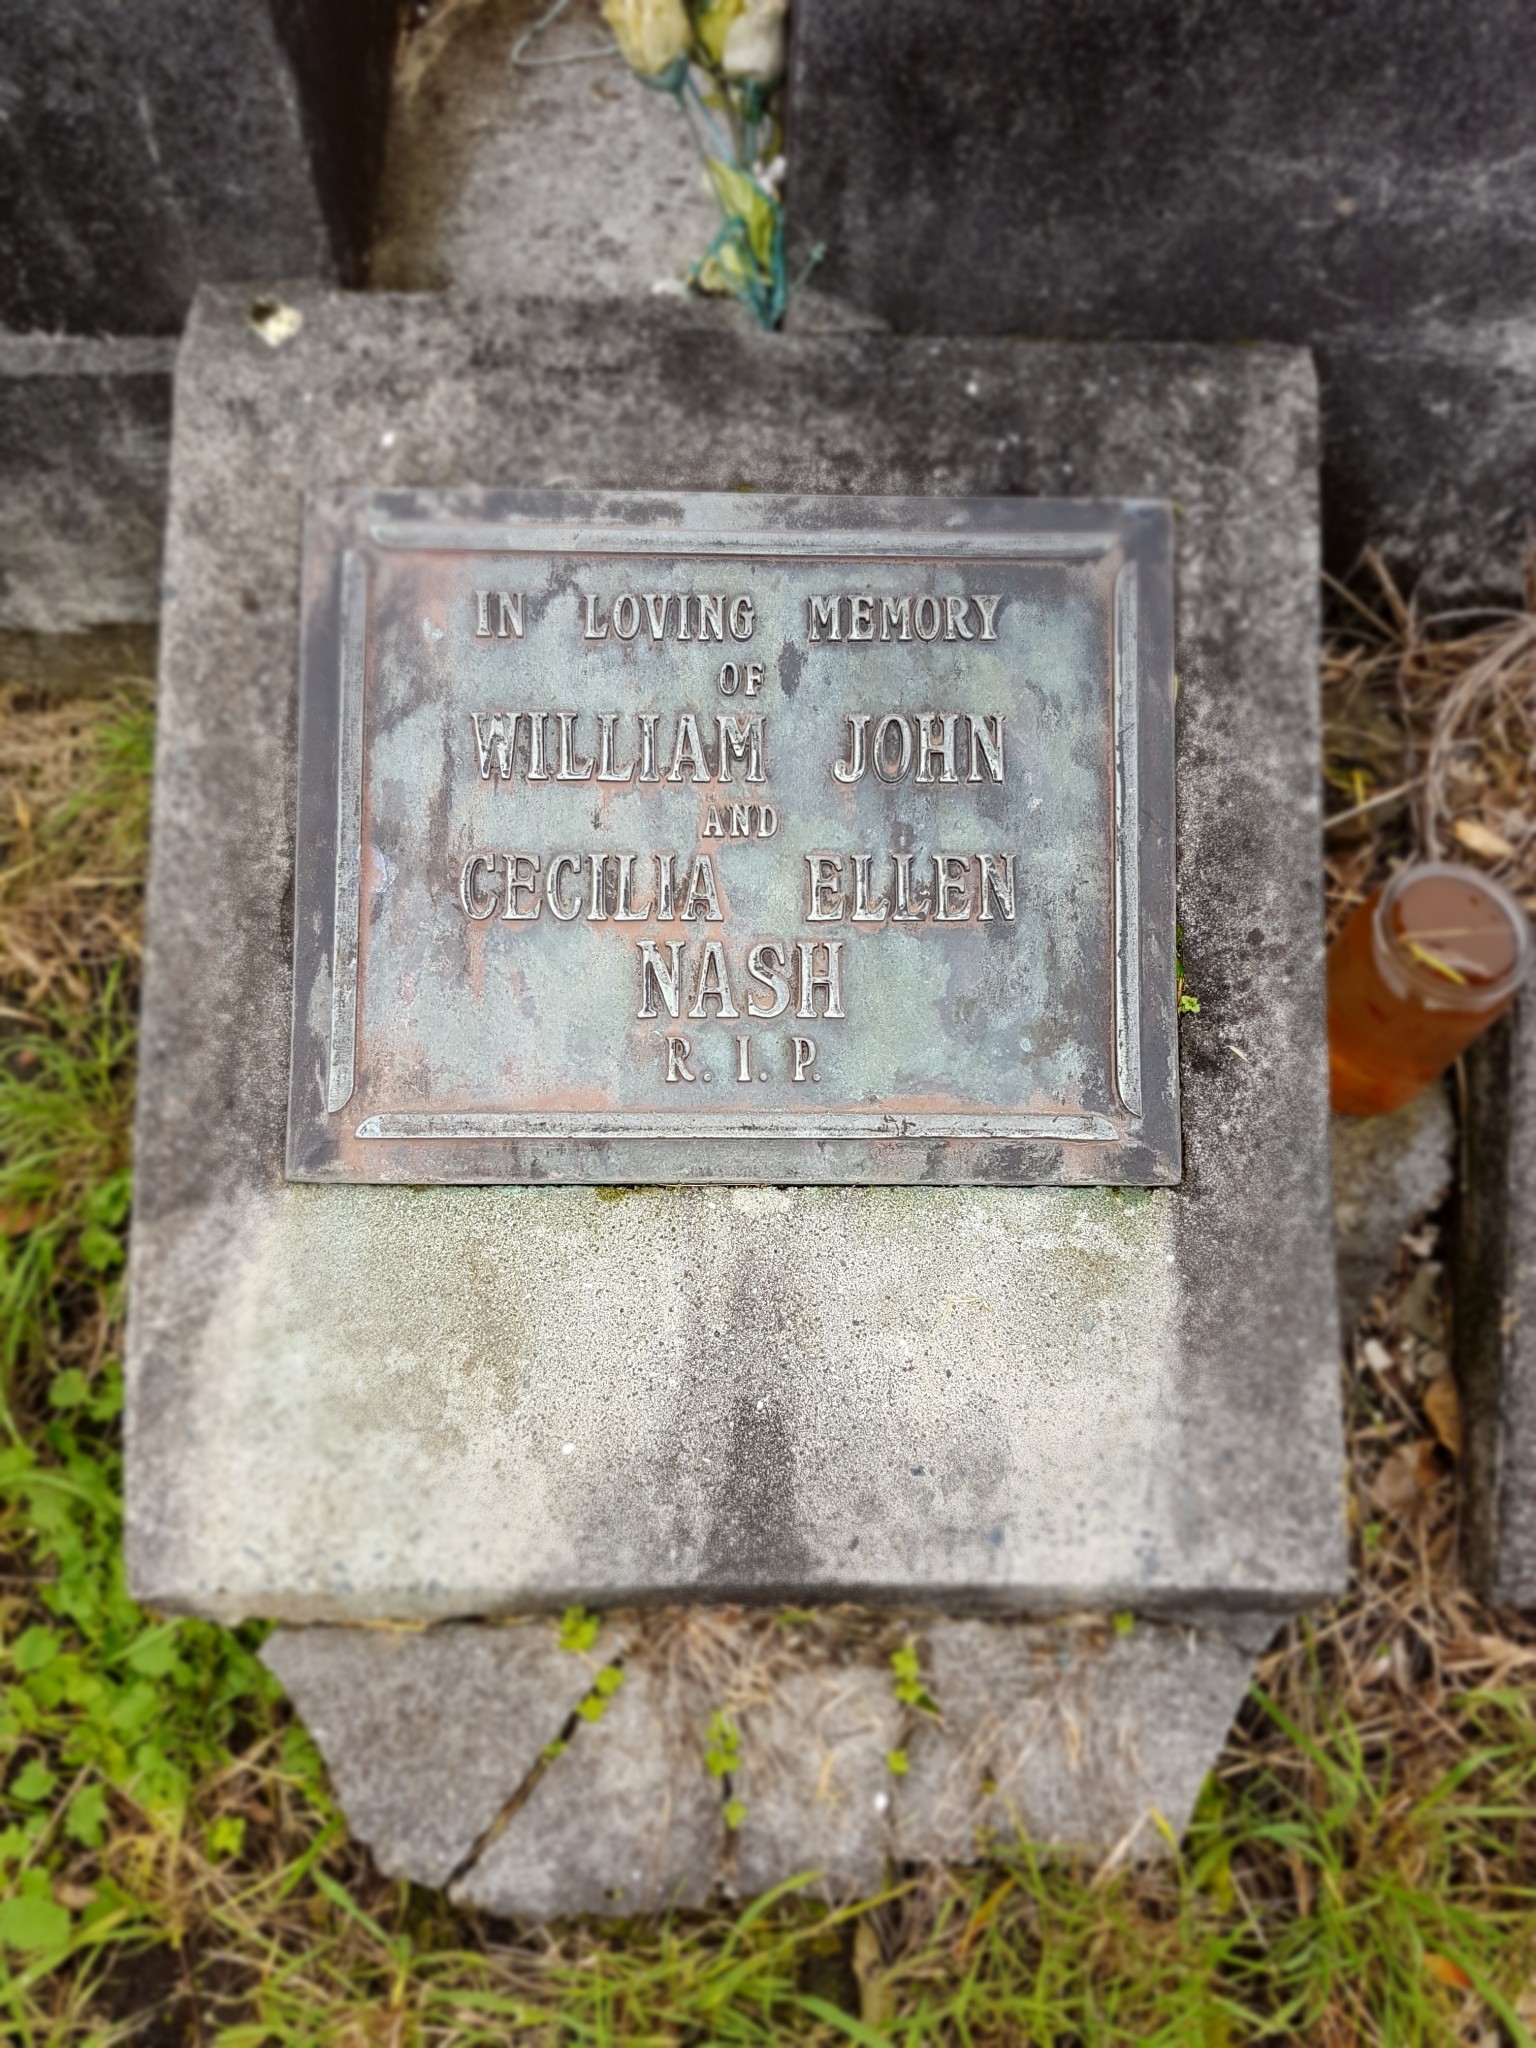 IN LOVING MEMORY
OF
WILLIAM JOHN
AND
CECILIA ELLEN
NASH
R. I. P.